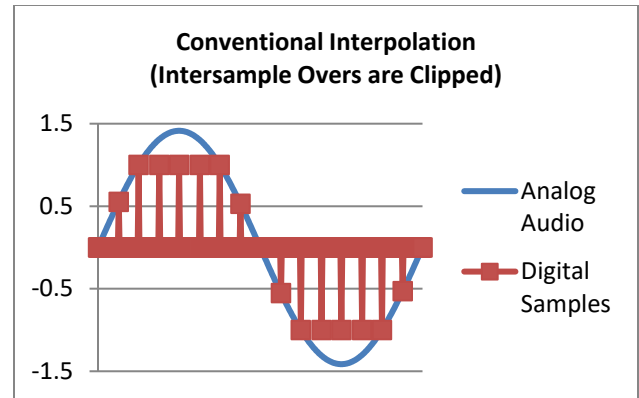 Conventional Interpolation
(Intersample Overs are Clipped)
1.5
0.5
-0.5
-1.5
Analog
Audio
Digital
Samples